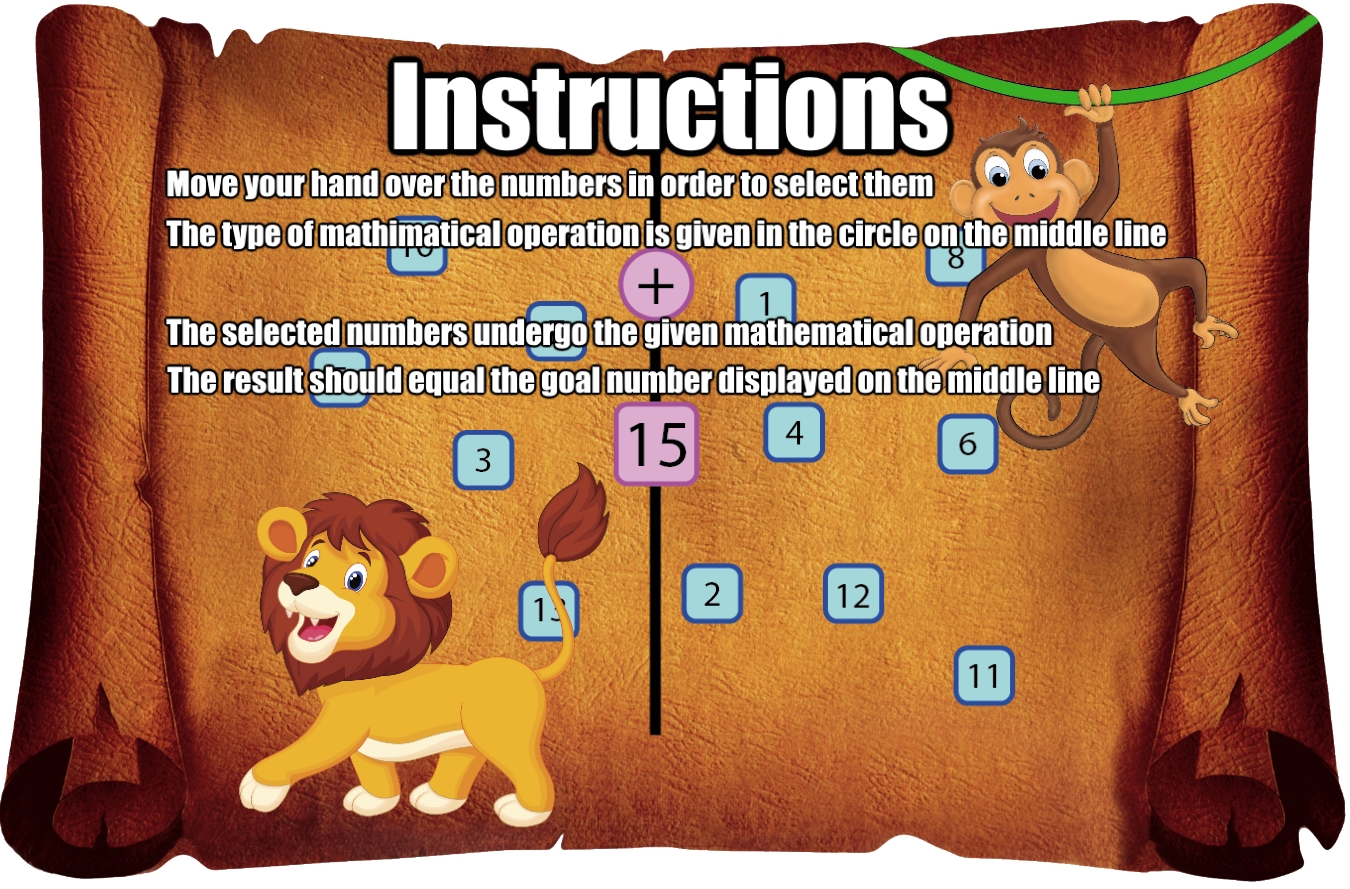 Instructions
Move your hand over the numbers in order to select them
The type of mathimatical operation is given in the circle on the middle line
10 8
+ 1
The selected numbers undergo the given mathematical operation
The result should equal the goal number displayed on the middle line
3 15 4 6
13 2 12
11